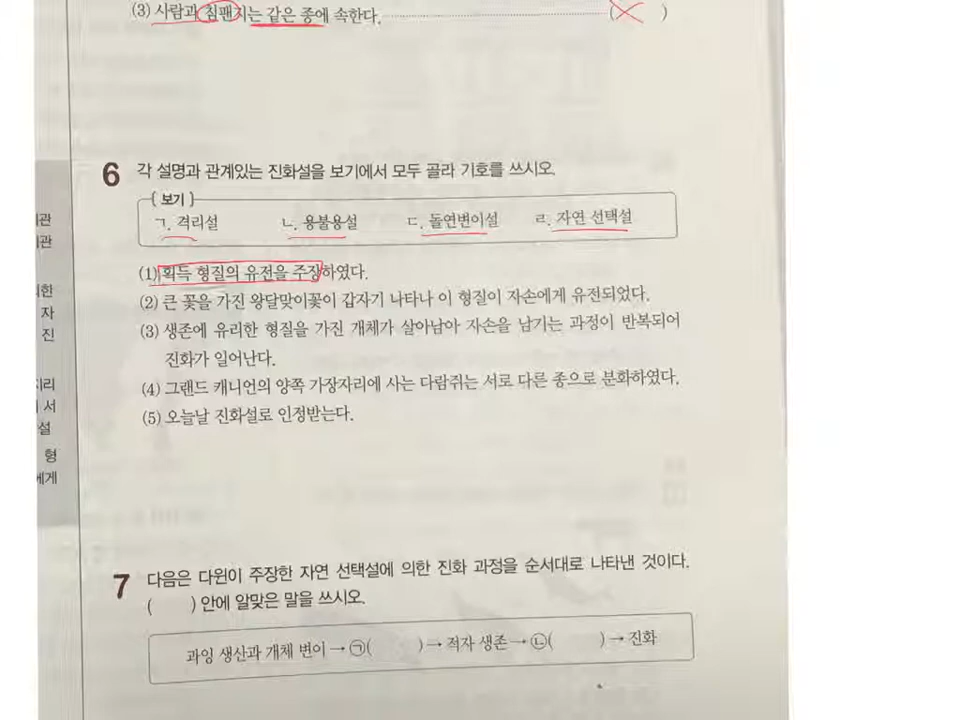 (3) 사람과 침팬지는 같은 종에 속한다. ( X )
6 각 설명과 관계있는 진화설을 보기에서 모두 골라 기호를 쓰시오.
[ 보기 ]
ㄱ. 격리설 ㄴ. 용불용설 ㄷ. 돌연변이설 ㄹ. 자연 선택설
(1) 획득 형질의 유전을 주장하였다.
(2) 큰 꽃을 가진 왕달맞이꽃이 갑자기 나타나 이 형질이 자손에게 유전되었다.
(3) 생존에 유리한 형질을 가진 개체가 살아남아 자손을 남기는 과정이 반복되어
진화가 일어난다.
(4) 그랜드 캐니언의 양쪽 가장자리에 사는 다람쥐는 서로 다른 종으로 분화하였다.
(5) 오늘날 진화설로 인정받는다.
자
진
서
설
형
에게
7 다음은 다윈이 주장한 자연 선택설에 의한 진화 과정을 순서대로 나타낸 것이다.
( ) 안에 알맞은 말을 쓰시오.
과잉 생산과 개체 변이 → ㉠( ) → 적자 생존 → ㉡( ) → 진화